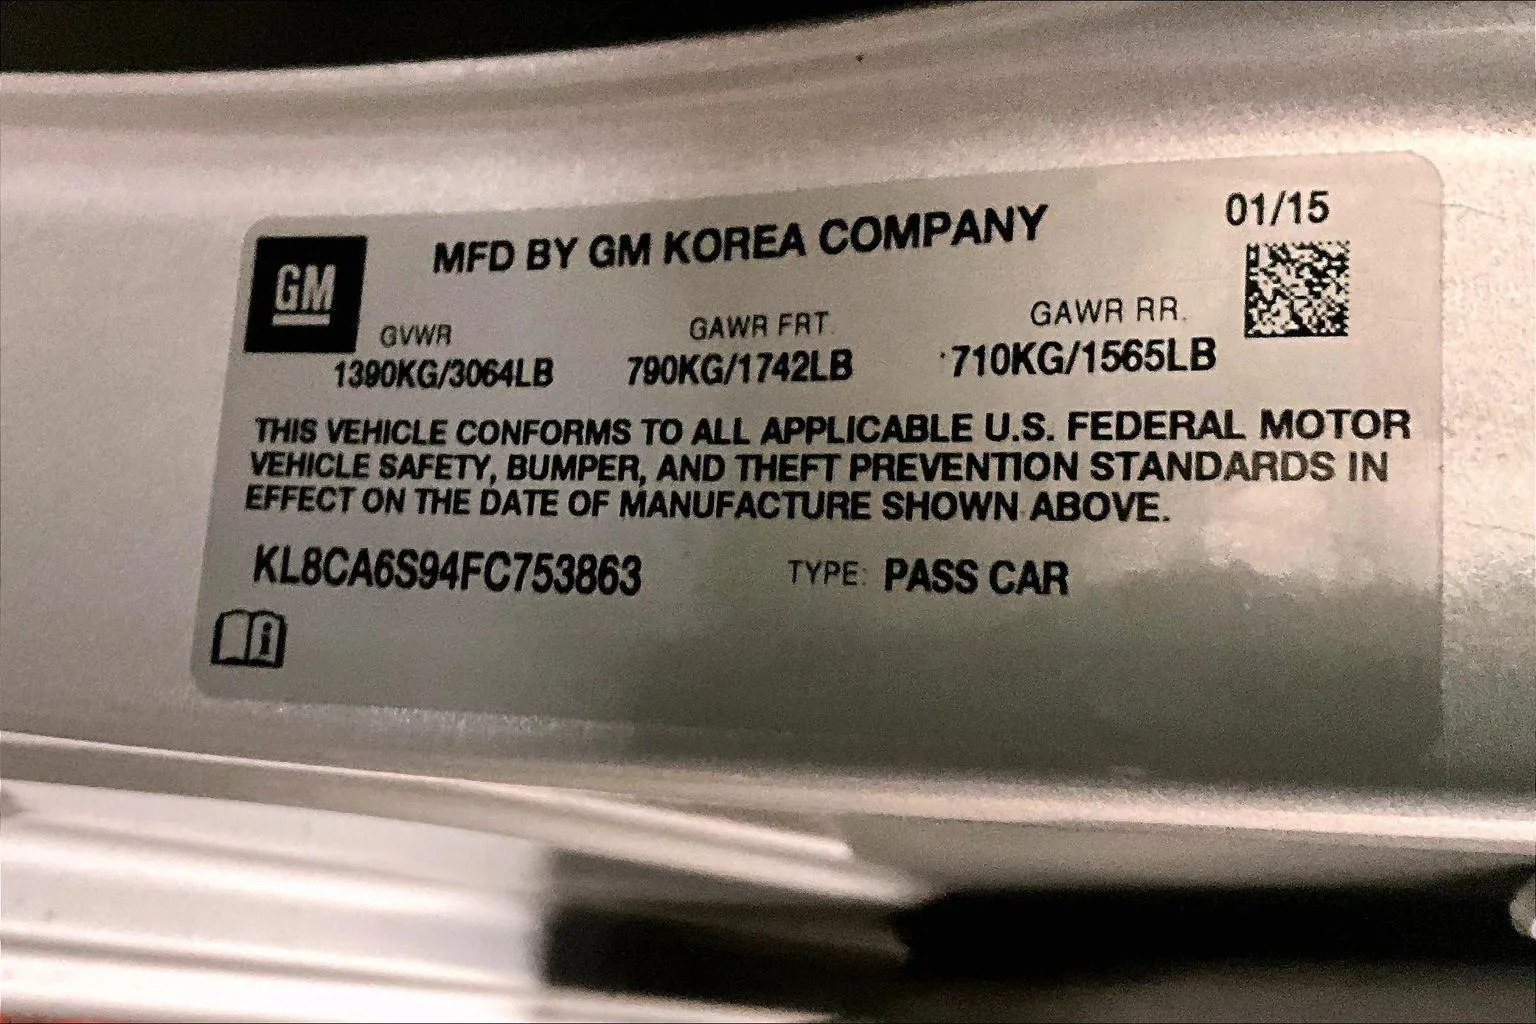 01/15
MFD BY GM KOREA COMPANY
GM
GVWR GAWR FRT. GAWR RR.
1390KG/3064LB 790KG/1742LB 710KG/1565LB
THIS VEHICLE CONFORMS TO ALL APPLICABLE U.S. FEDERAL MOTOR
VEHICLE SAFETY, BUMPER, AND THEFT PREVENTION STANDARDS IN
EFFECT ON THE DATE OF MANUFACTURE SHOWN ABOVE.
KL8CA6S94FC753863 TYPE: PASS CAR